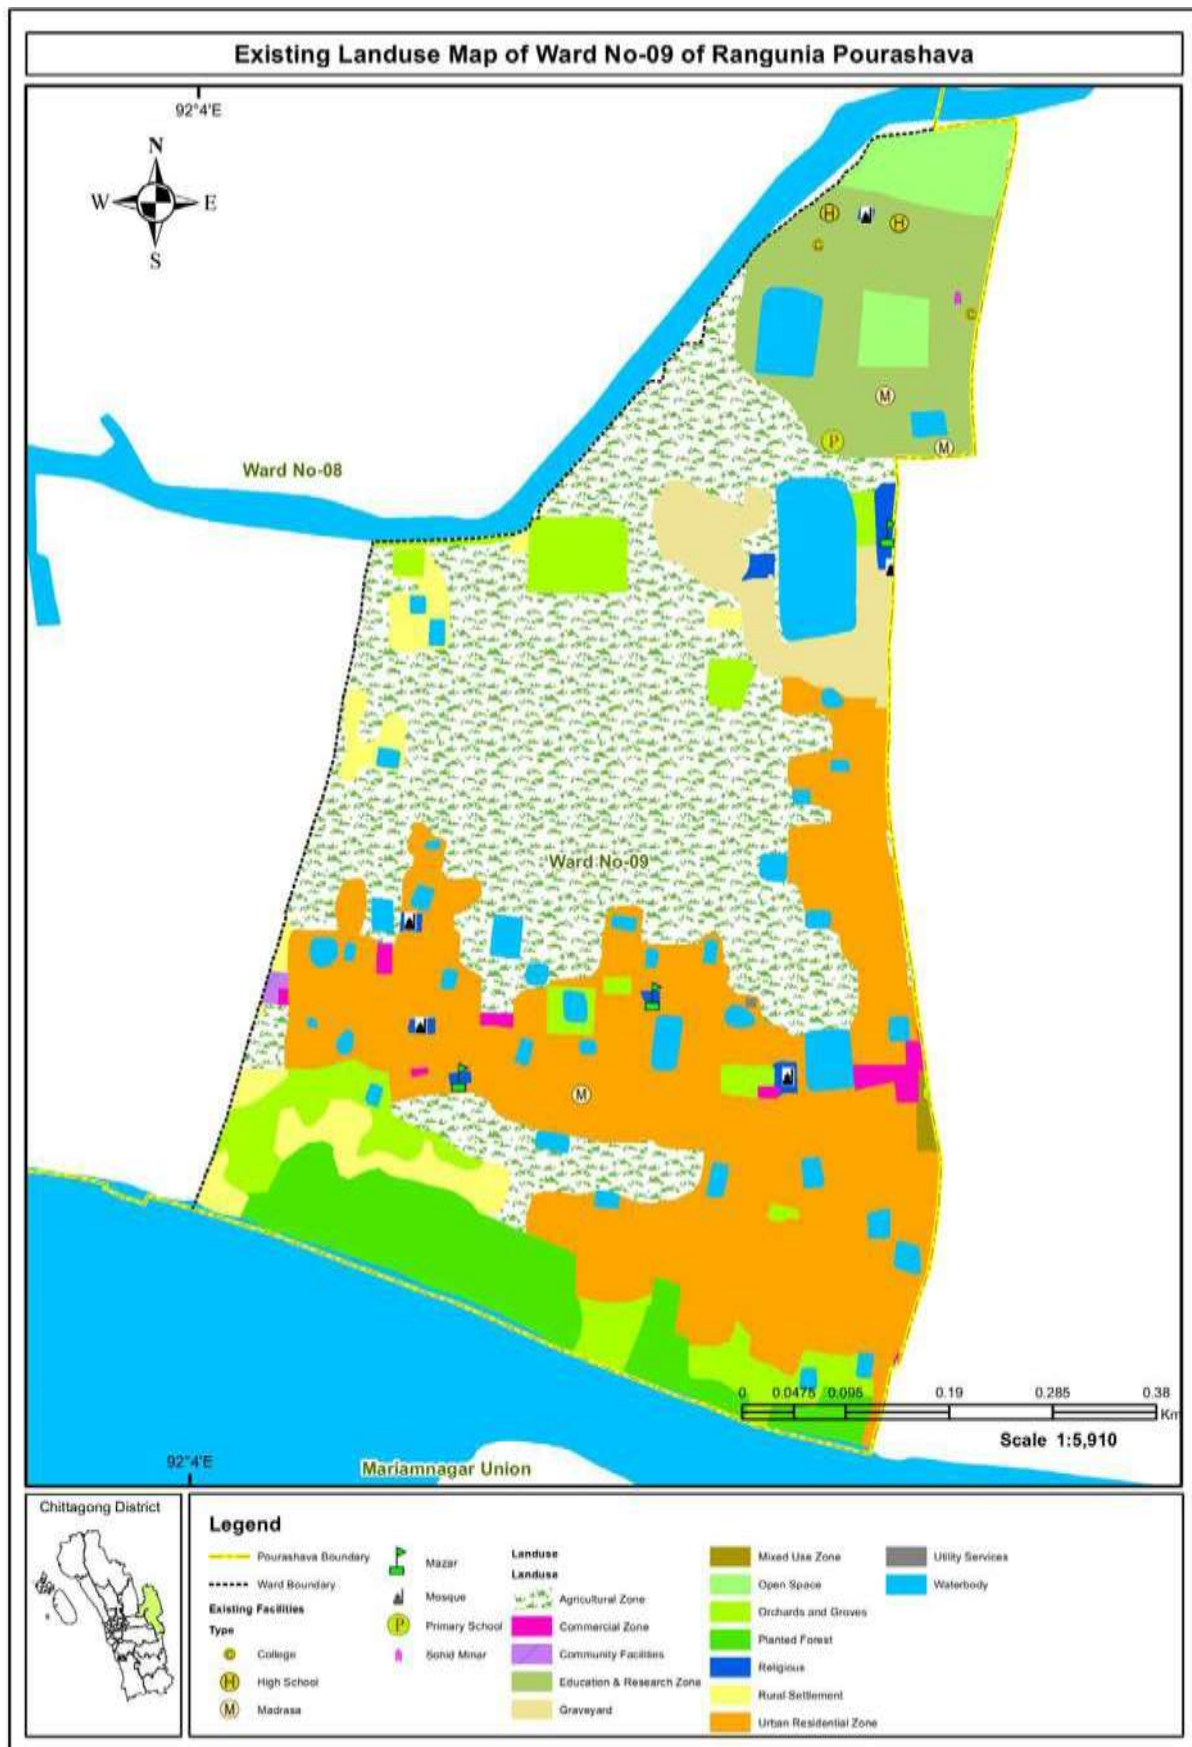 Existing Landuse Map of Ward No-09 of Rangunia Pourashava
92°4'E
N
W E
S
H H
C
C
M
P M
Ward No-08
Ward No-09
M
0 0.0475 0.095 0.19 0.285 0.38
Km
Scale 1:5,910
92°4'E
Mariamnagar Union
Chittagong District
Legend
Pourashava Boundary
Ward Boundary
Existing Facilities
Type
C College
H High School
M Madrasa
Mazar
Mosque
P Primary School
Sohid Minar
Landuse
Landuse
Agricultural Zone
Commercial Zone
Community Facilities
Education & Research Zone
Graveyard
Mixed Use Zone
Open Space
Orchards and Groves
Planted Forest
Religious
Rural Settlement
Urban Residential Zone
Utility Services
Waterbody